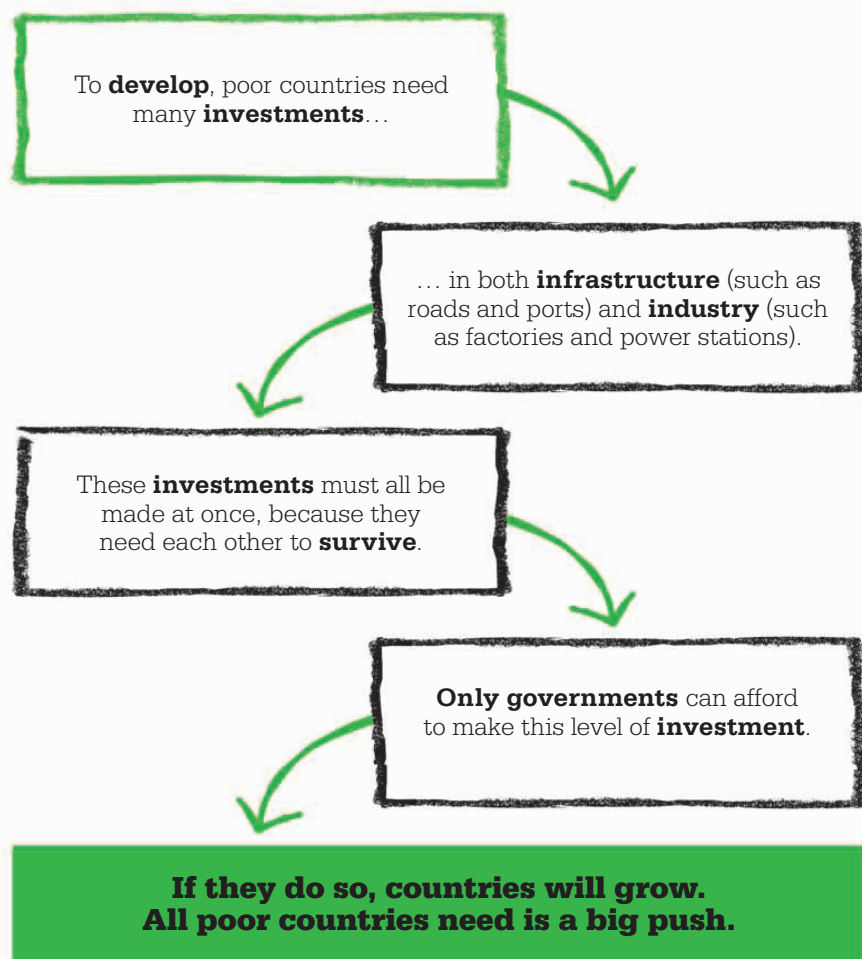 To develop, poor countries need
many investments…
… in both infrastructure (such as
roads and ports) and industry (such
as factories and power stations).
These investments must all be
made at once, because they
need each other to survive.
Only governments can afford
to make this level of investment.
If they do so, countries will grow.
All poor countries need is a big push.